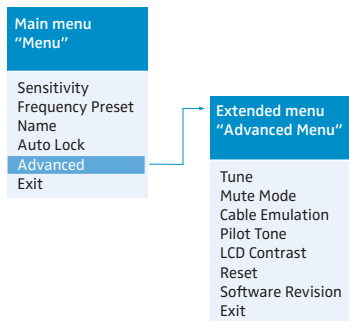 Main menu
“Menu”
Sensitivity
Frequency Preset
Name
Auto Lock
Advanced
Exit
Extended menu
“Advanced Menu”
Tune
Mute Mode
Cable Emulation
Pilot Tone
LCD Contrast
Reset
Software Revision
Exit